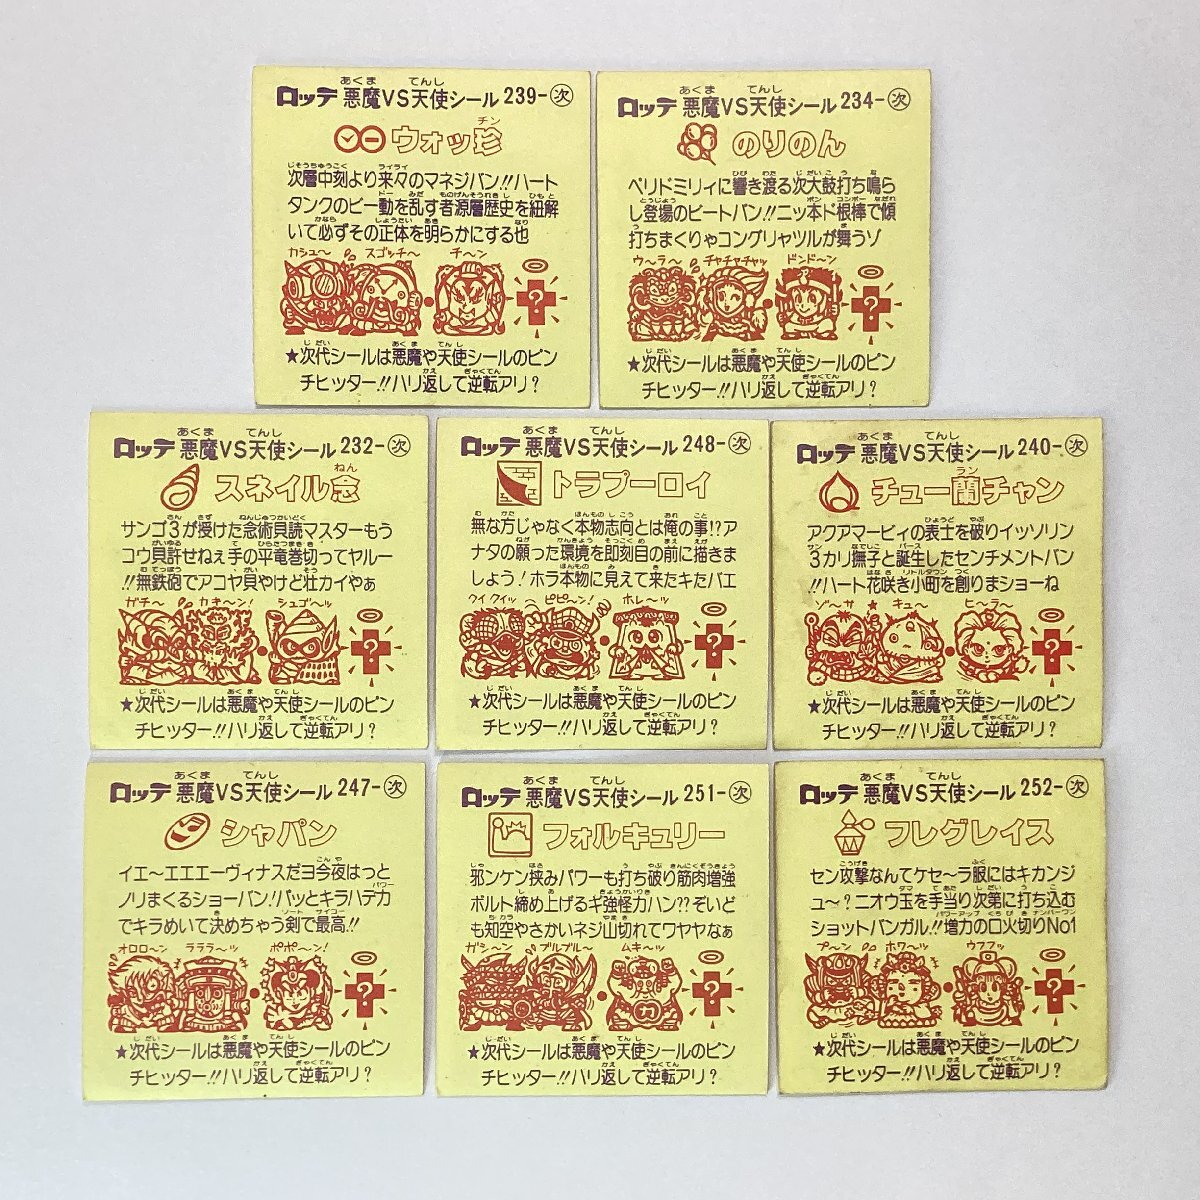 ロッテ 悪魔VS天使シール 239-次
ウォッ珍
次層中刻より来々のマネジバン!!ハート
タンクのビー動を乱す者源層歴史を紐解
いて必ずその正体を明らかにする也
カシュ〜 スゴッチ〜 チ〜ン
★次代シールは悪魔や天使シールのピン
チヒッター!!ハリ返して逆転アリ?
ロッテ 悪魔VS天使シール 234-次
のりのん
ペリドミリィに響き渡る次大鼓打ち鳴ら
し登場のビートバン!!ニッ本ド根棒で傾
打ちまくりゃコングリャツルが舞うゾ
ウ〜ラ〜 チャチャチャッ ドンド〜ン
★次代シールは悪魔や天使シールのピン
チヒッター!!ハリ返して逆転アリ?
ロッテ 悪魔VS天使シール 232-次
スネイル念
サンゴ3が授けた念術貝読マスターもう
コウ貝許せねぇ手の平竜巻切ってヤルー
!!無鉄砲でアコヤ貝やけど壮カイやぁ
ガチ〜 カキ〜ン! シュゴ〜ッ
★次代シールは悪魔や天使シールのピン
チヒッター!!ハリ返して逆転アリ?
ロッテ 悪魔VS天使シール 248-次
トラプーロイ
無な方じゃなく本物志向とは俺の事!?ア
ナタの願った環境を即刻目の前に描きま
しょう!ホラ本物に見えて来たキたバエ
クイクイッ ピピ〜ン! ホレ〜ッ
★次代シールは悪魔や天使シールのピン
チヒッター!!ハリ返して逆転アリ?
ロッテ 悪魔VS天使シール 240-次
チュー蘭チャン
アクアマービィの表士を破りイッソリン
3かり撫子と誕生したセンチメントバン
!!ハート花咲き小町を創りまショーね
ゾ〜サ★ キュ〜 ヒ〜ラ〜
★次代シールは悪魔や天使シールのピン
チヒッター!!ハリ返して逆転アリ?
ロッテ 悪魔VS天使シール 247-次
シャパン
イエ〜エエエーヴィナスだヨ今夜はっと
ノリまくるショーバン!パッとキラハデカ
でキラめいて決めちゃう剣で最高!!
オロロ〜ン ラララ〜ッ ポポ〜ン!
★次代シールは悪魔や天使シールのピン
チヒッター!!ハリ返して逆転アリ?
ロッテ 悪魔VS天使シール 251-次
フォルキュリー
邪ンケン挟みパワーも打ち破り筋肉増強
ボルト締め上げるギ強怪力ハン??ぞいど
も知空やさかいネジ山切れてワヤヤなぁ
ガシ〜ン ブルブル〜 ムキ〜ッ
★次代シールは悪魔や天使シールのピン
チヒッター!!ハリ返して逆転アリ?
ロッテ 悪魔VS天使シール 252-次
フレグレイス
セン攻撃なんてケセ〜ラ服にはキカンジ
ュ〜?ニオウ玉を手当り次第に打ち込む
ショットバンガル!!増力の口火切りNo1
プ〜ン ホワ〜ッ ウフフッ
★次代シールは悪魔や天使シールのピン
チヒッター!!ハリ返して逆転アリ?